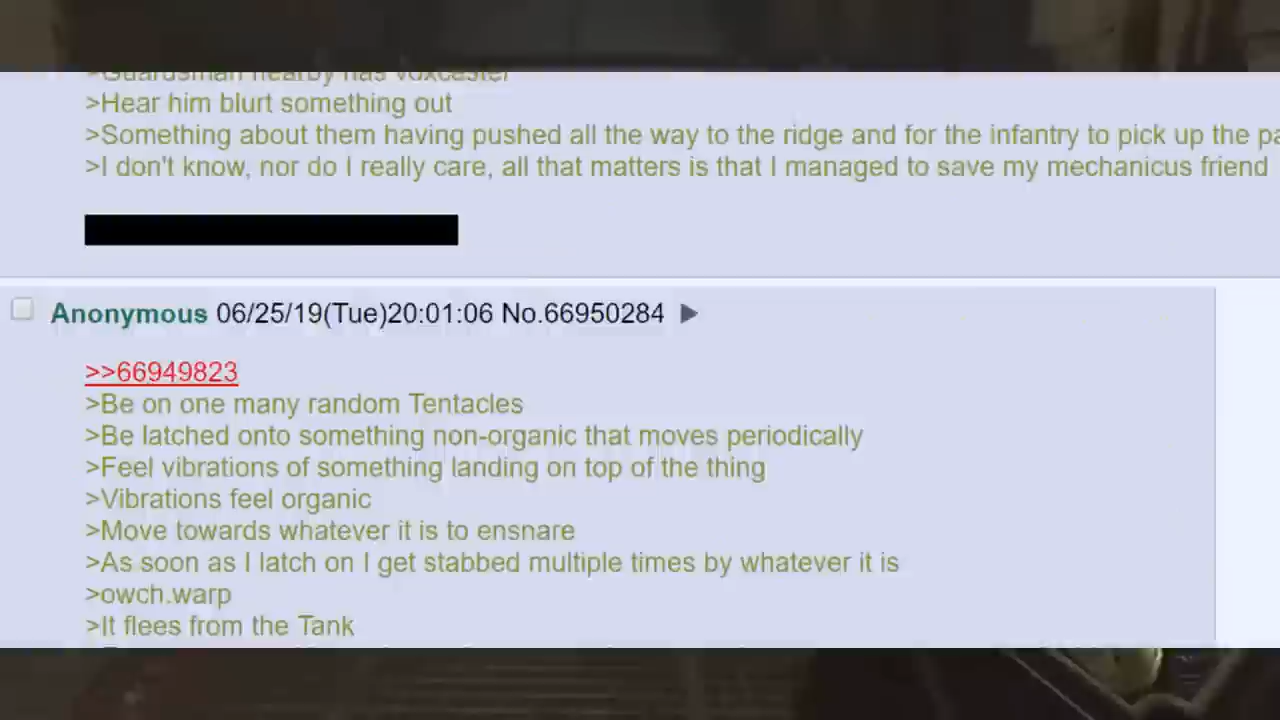 >Guardsman nearby has voxcaster
>Hear him blurt something out
>Something about them having pushed all the way to the ridge and for the infantry to pick up the
>I don't know, nor do I really care, all that matters is that I managed to save my mechanicus friend
Anonymous 06/25/19(Tue)20:01:06 No.66950284 ▶
>>66949823
>Be on one many random Tentacles
>Be latched onto something non-organic that moves periodically
>Feel vibrations of something landing on top of the thing
>Vibrations feel organic
>Move towards whatever it is to ensnare
>As soon as I latch on I get stabbed multiple times by whatever it is
>owch.warp
>It flees from the Tank